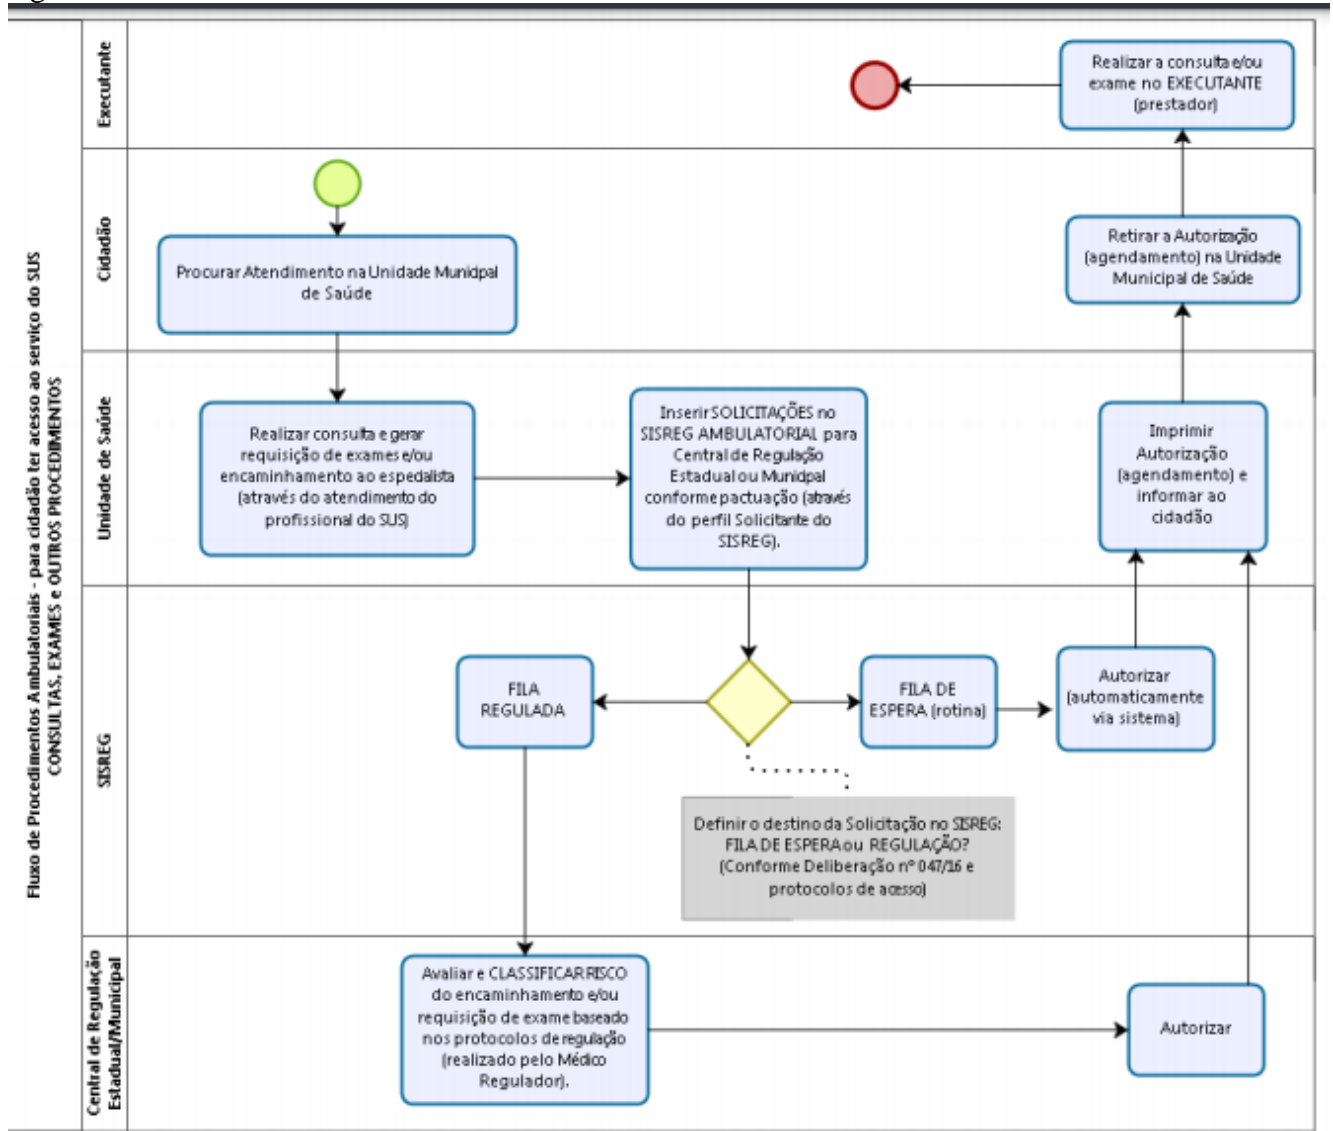 Fluxo de Procedimentos Ambulatoriais - para cidadão ter acesso ao serviço do SUS
CONSULTAS, EXAMES e OUTROS PROCEDIMENTOS
Executante
Realizar a consulta e/ou
exame no EXECUTANTE
(prestador)
Cidadão
Procurar Atendimento na Unidade Municipal
de Saúde
Retirar a Autorização
(agendamento) na Unidade
Municipal de Saúde
Unidade de Saúde
Realizar consulta e gerar
requisição de exames e/ou
encaminhamento ao especialista
(através do atendimento do
profissional do SUS)
Inserir SOLICITAÇÕES no
SISREG AMBULATORIAL para
Central de Regulação
Estadual ou Municipal
conforme pactuação (através
do perfil Solicitante do
SISREG).
Imprimir
Autorização
(agendamento) e
informar ao
cidadão
SISREG
FILA
REGULADA
FILA DE
ESPERA (rotina)
Autorizar
(automaticamente
via sistema)
Definir o destino da Solicitação no SISREG:
FILA DE ESPERA ou REGULAÇÃO?
(Conforme Deliberação nº 047/16 e
protocolos de acesso)
Central de Regulação
Estadual/Municipal
Avaliar e CLASSIFICAR RISCO
do encaminhamento e/ou
requisição de exame baseado
nos protocolos de regulação
(realizado pelo Médico
Regulador).
Autorizar